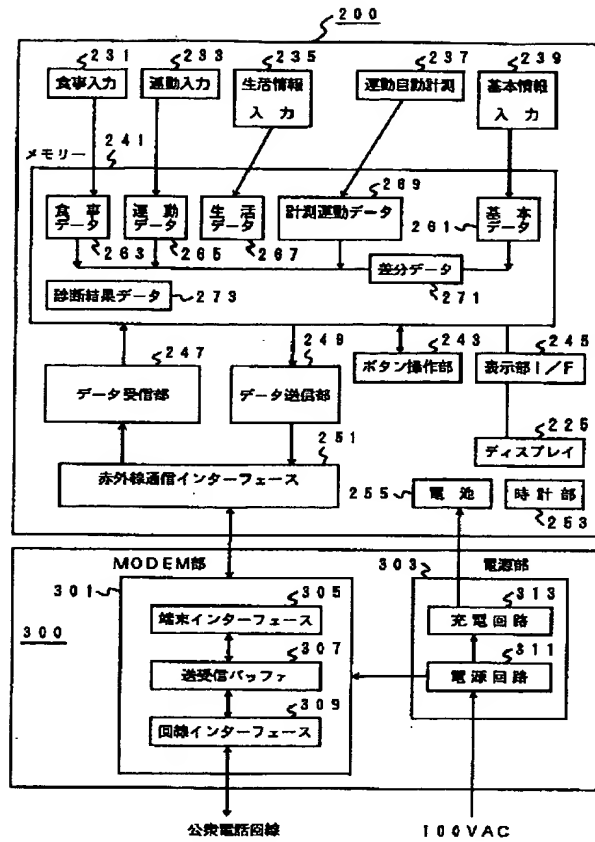 200
231
233
235
237
239
食事入力
運動入力
生活情報
入力
運動自動計測
基本情報
入力
241
メモリー
269
食事
データ
運動
データ
生活
データ
計測運動データ
261
基本
データ
263
265
267
差分データ
271
診断結果データ
273
247
249
243
245
データ受信部
データ送信部
ボタン操作部
表示部I/F
225
ディスプレイ
251
赤外線通信インターフェース
255
電池
時計部
253
MODEM部
電源部
301
303
300
305
端末インターフェース
307
送受信バッファ
309
回線インターフェース
313
充電回路
311
電源回路
公衆電話回線
100VAC